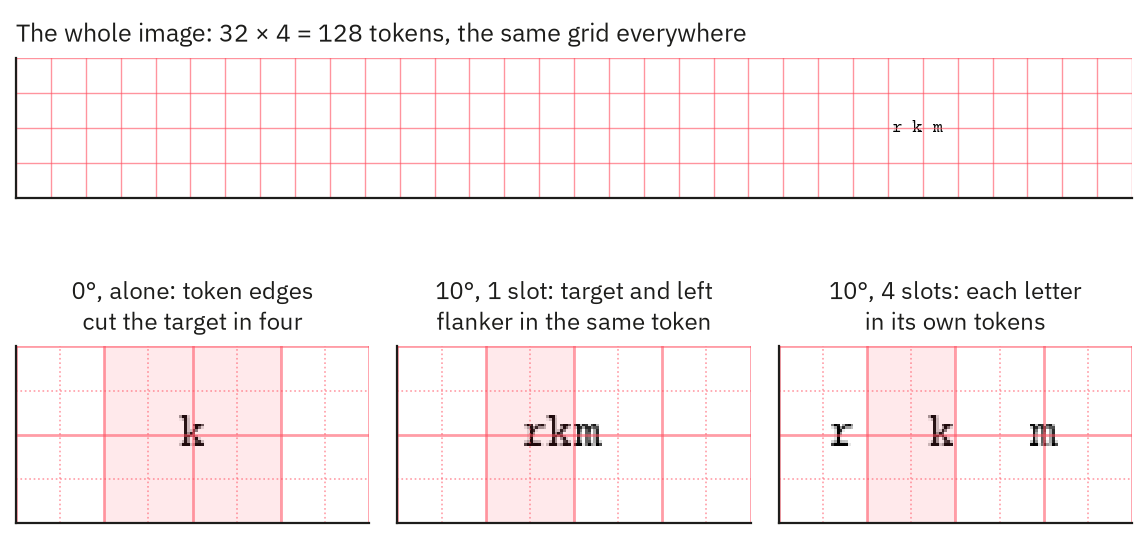 The whole image: 32 × 4 = 128 tokens, the same grid everywhere
r k m
0°, alone: token edges
cut the target in four
k
10°, 1 slot: target and left
flanker in the same token
rkm
10°, 4 slots: each letter
in its own tokens
r k m